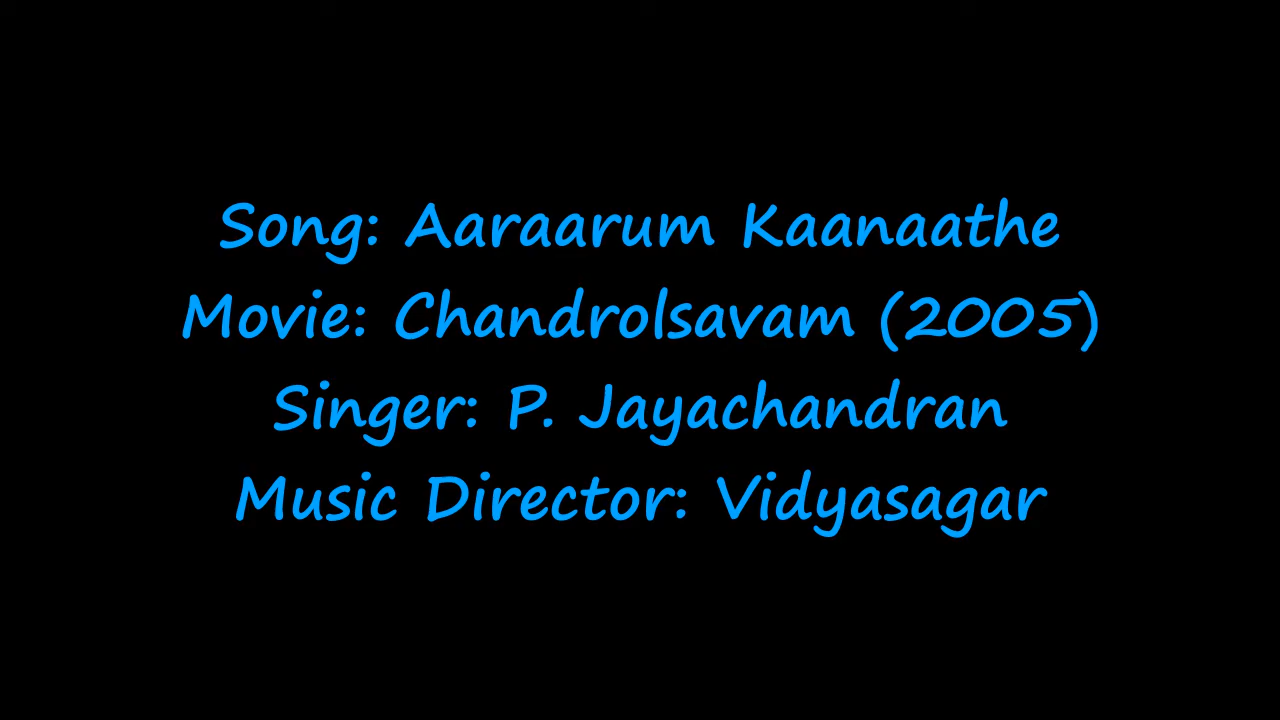 Song: Aaraarum Kaanaathe
Movie: Chandrolsavam (2005)
Singer: P. Jayachandran
Music Director: Vidyasagar